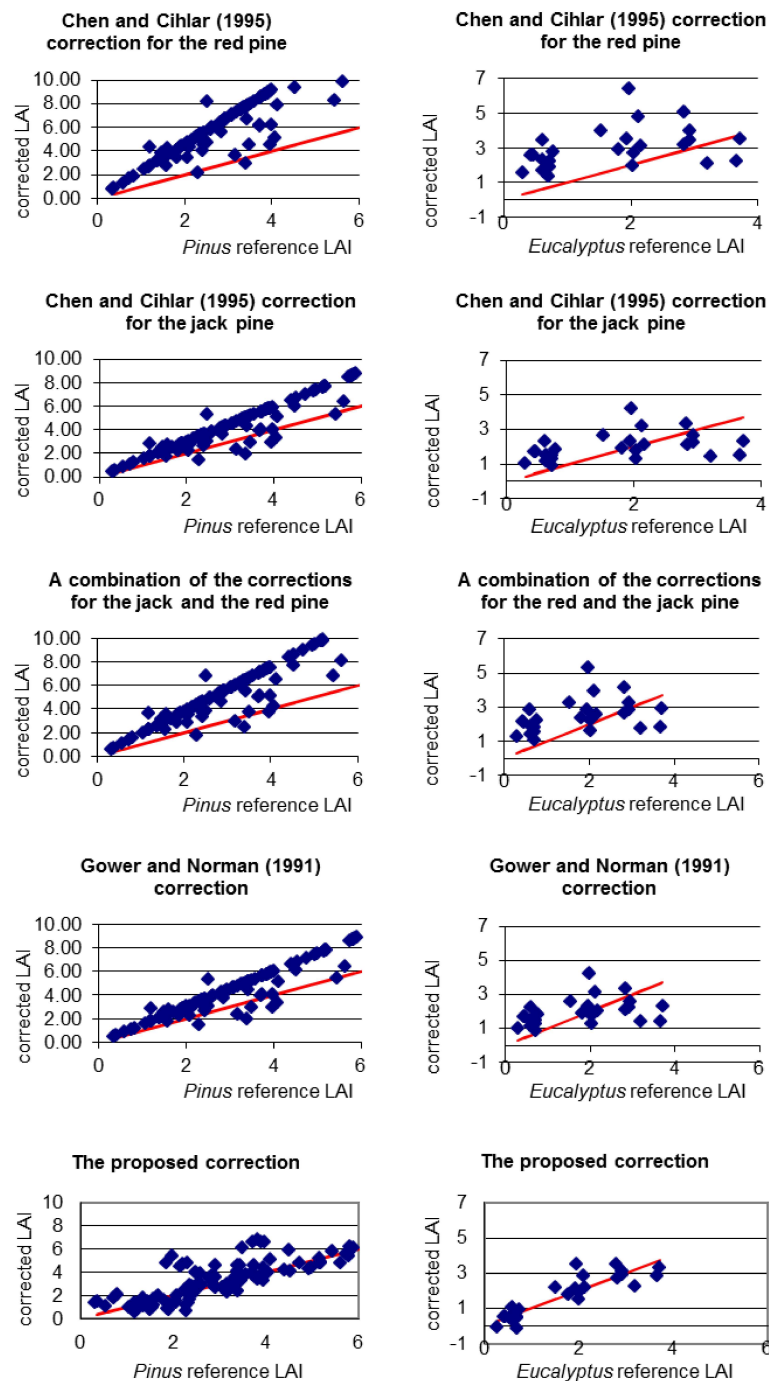 Chen and Cihlar (1995)
correction for the red pine
corrected LAI
10.00
8.00
6.00
4.00
2.00
0.00
0
2
4
6
Pinus reference LAI
Chen and Cihlar (1995) correction
for the red pine
corrected LAI
7
5
3
1
-1
0
2
4
Eucalyptus reference LAI
Chen and Cihlar (1995) correction
for the jack pine
corrected LAI
10.00
8.00
6.00
4.00
2.00
0.00
0
2
4
6
Pinus reference LAI
Chen and Cihlar (1995) correction
for the jack pine
corrected LAI
7
5
3
1
-1
0
2
4
Eucalyptus reference LAI
A combination of the corrections
for the jack and the red pine
corrected LAI
10.00
8.00
6.00
4.00
2.00
0.00
0
2
4
6
Pinus reference LAI
A combination of the corrections
for the red and the jack pine
corrected LAI
7
5
3
1
-1
0
2
4
6
Eucalyptus reference LAI
Gower and Norman (1991)
correction
corrected LAI
10.00
8.00
6.00
4.00
2.00
0.00
0
2
4
6
Pinus reference LAI
Gower and Norman (1991)
correction
corrected LAI
7
5
3
1
-1
0
2
4
6
Eucalyptus reference LAI
The proposed correction
corrected LAI
10
8
6
4
2
0
0
2
4
6
Pinus reference LAI
The proposed correction
corrected LAI
7
5
3
1
-1
0
2
4
6
Eucalyptus reference LAI